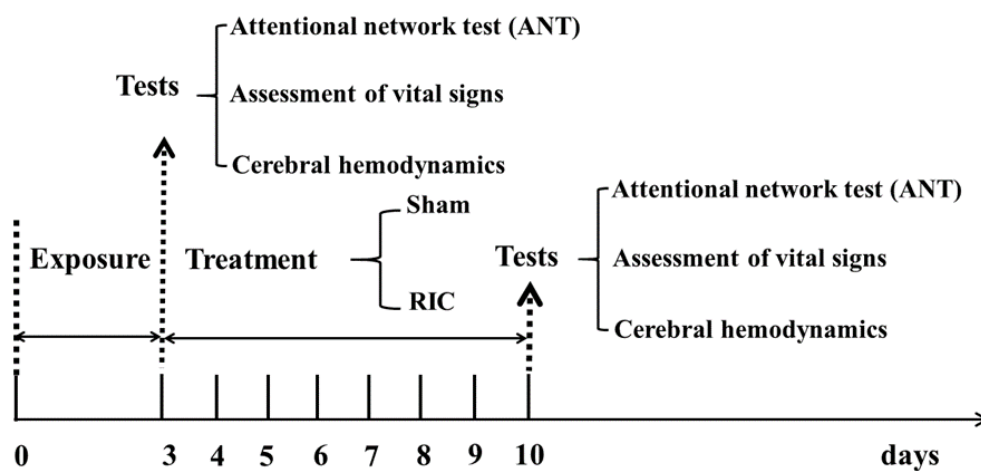 Attentional network test (ANT)
Tests
Assessment of vital signs
Cerebral hemodynamics
Sham
Exposure
Treatment
RIC
Attentional network test (ANT)
Tests
Assessment of vital signs
Cerebral hemodynamics
0 3 4 5 6 7 8 9 10 days